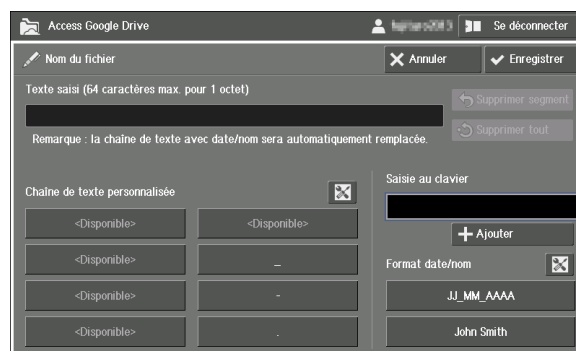 Access Google Drive
Se déconnecter
Nom du fichier
Annuler
Enregistrer
Texte saisi (64 caractères max. pour 1 octet)
Supprimer segment
Supprimer tout
Remarque : la chaîne de texte avec date/nom sera automatiquement remplacée.
Saisie au clavier
Chaîne de texte personnalisée
Ajouter
<Disponible>
<Disponible>
<Disponible>
_
Format date/nom
<Disponible>
-
JJ_MM_AAAA
<Disponible>
.
John Smith